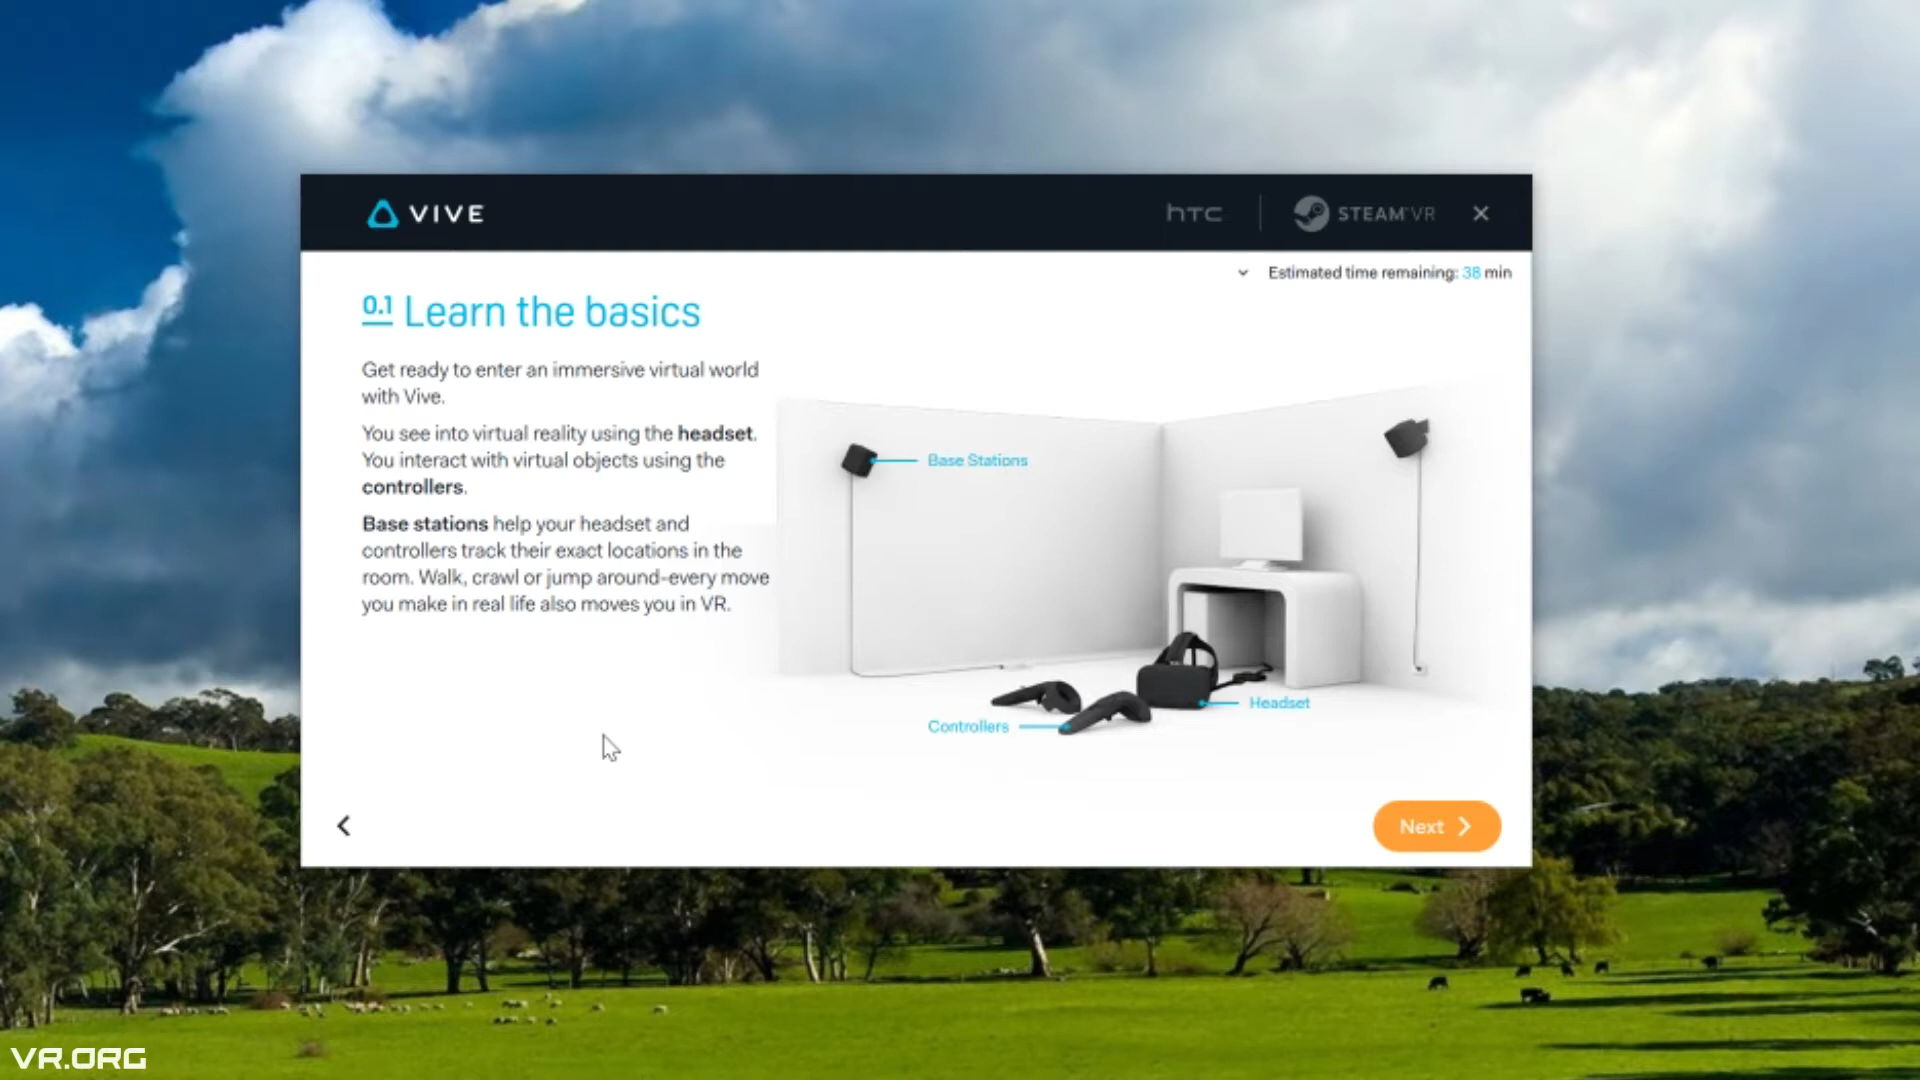 VIVE
hTC
STEAM VR
Estimated time remaining: 38 min
0.1 Learn the basics
Get ready to enter an immersive virtual world
with Vive.
You see into virtual reality using the headset.
You interact with virtual objects using the
controllers.
Base stations help your headset and
controllers track their exact locations in the
room. Walk, crawl or jump around-every move
you make in real life also moves you in VR.
Base Stations
Headset
Controllers
Next
VR.ORG